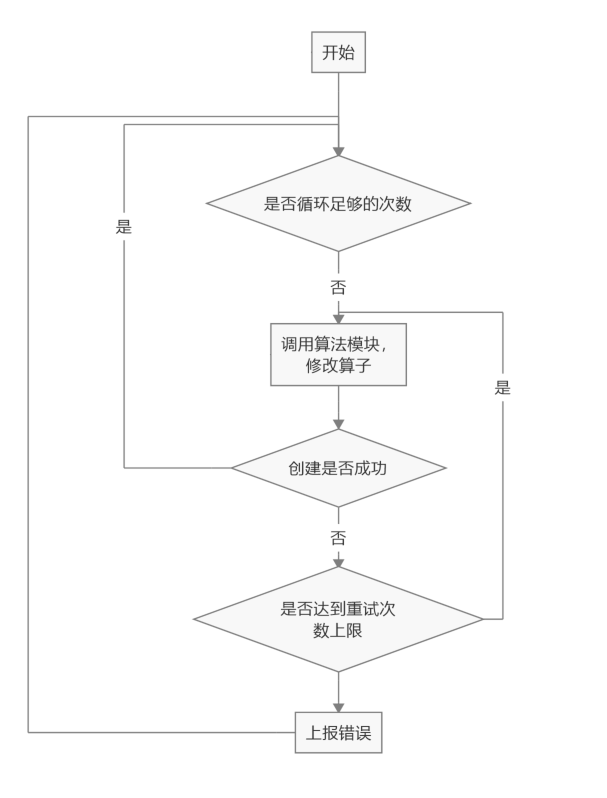 开始
是否循环足够的次数
是
否
调用算法模块，
修改算子
是
创建是否成功
否
是否达到重试次
数上限
上报错误